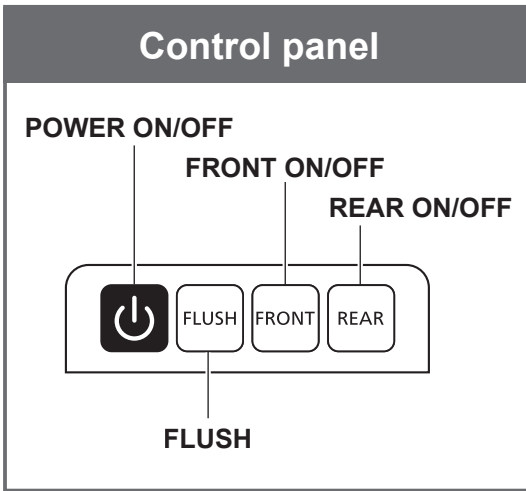 Control panel
POWER ON/OFF
FRONT ON/OFF
REAR ON/OFF
FLUSH FRONT REAR
FLUSH